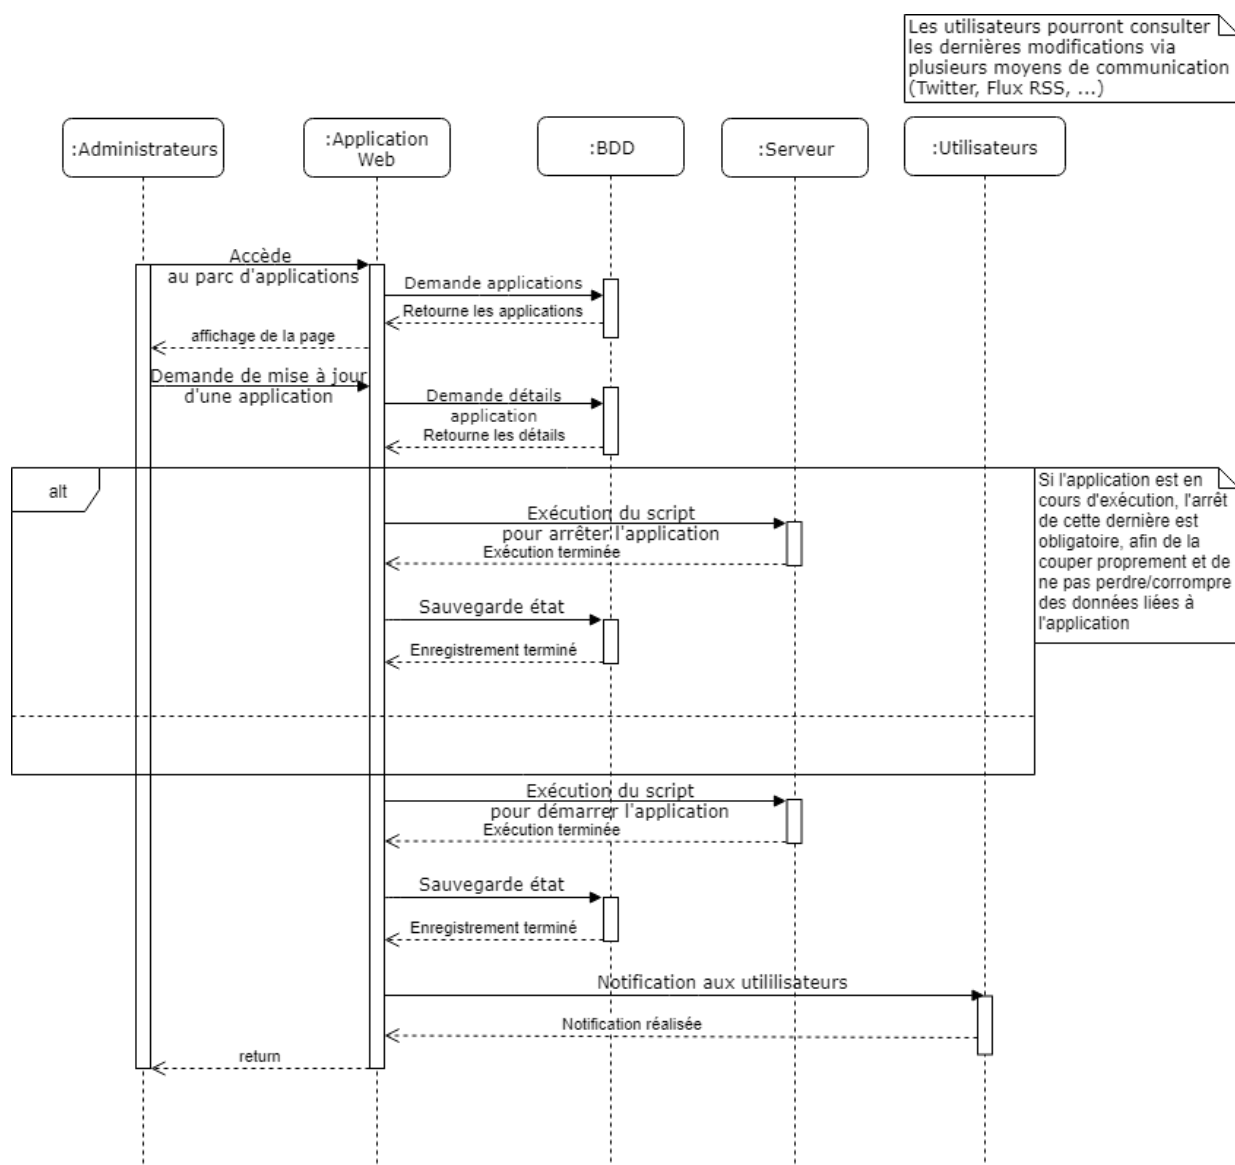 Les utilisateurs pourront consulter
les dernières modifications via
plusieurs moyens de communication
(Twitter, Flux RSS, ...)
:Administrateurs
:Application
Web
:BDD
:Serveur
:Utilisateurs
Accède
au parc d'applications
Demande applications
Retourne les applications
affichage de la page
Demande de mise à jour
d'une application
Demande détails
application
Retourne les détails
alt
Si l'application est en
cours d'exécution, l'arrêt
de cette dernière est
obligatoire, afin de la
couper proprement et de
ne pas perdre/corrompre
des données liées à
l'application
Exécution du script
pour arrêter l'application
Exécution terminée
Sauvegarde état
Enregistrement terminé
Exécution du script
pour démarrer l'application
Exécution terminée
Sauvegarde état
Enregistrement terminé
Notification aux utililisateurs
Notification réalisée
return